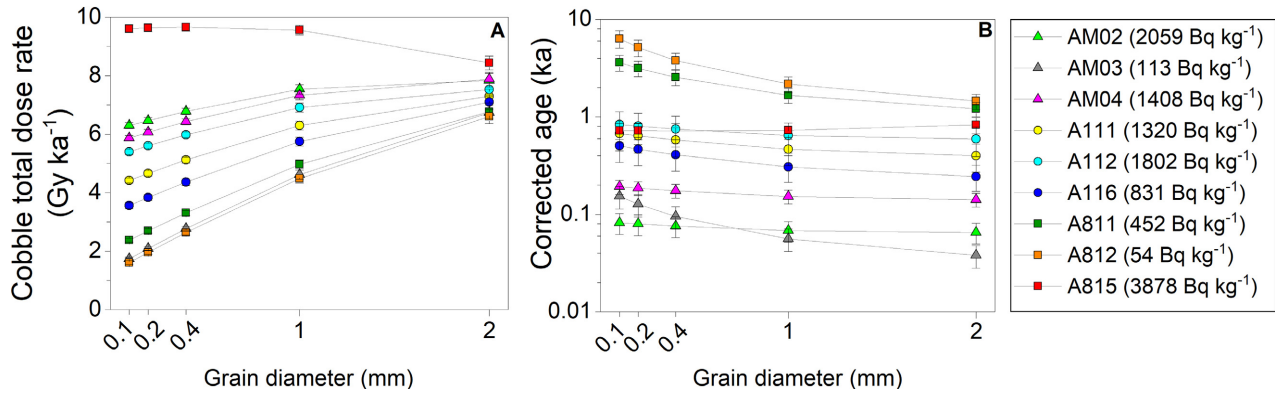 A
Cobble total dose rate
(Gy ka⁻¹)
10
8
6
4
2
0
0.1
0.2
0.4
1
2
Grain diameter (mm)
B
Corrected age (ka)
10
1
0.1
0.01
0.1
0.2
0.4
1
2
Grain diameter (mm)
AM02 (2059 Bq kg⁻¹)
AM03 (113 Bq kg⁻¹)
AM04 (1408 Bq kg⁻¹)
A111 (1320 Bq kg⁻¹)
A112 (1802 Bq kg⁻¹)
A116 (831 Bq kg⁻¹)
A811 (452 Bq kg⁻¹)
A812 (54 Bq kg⁻¹)
A815 (3878 Bq kg⁻¹)